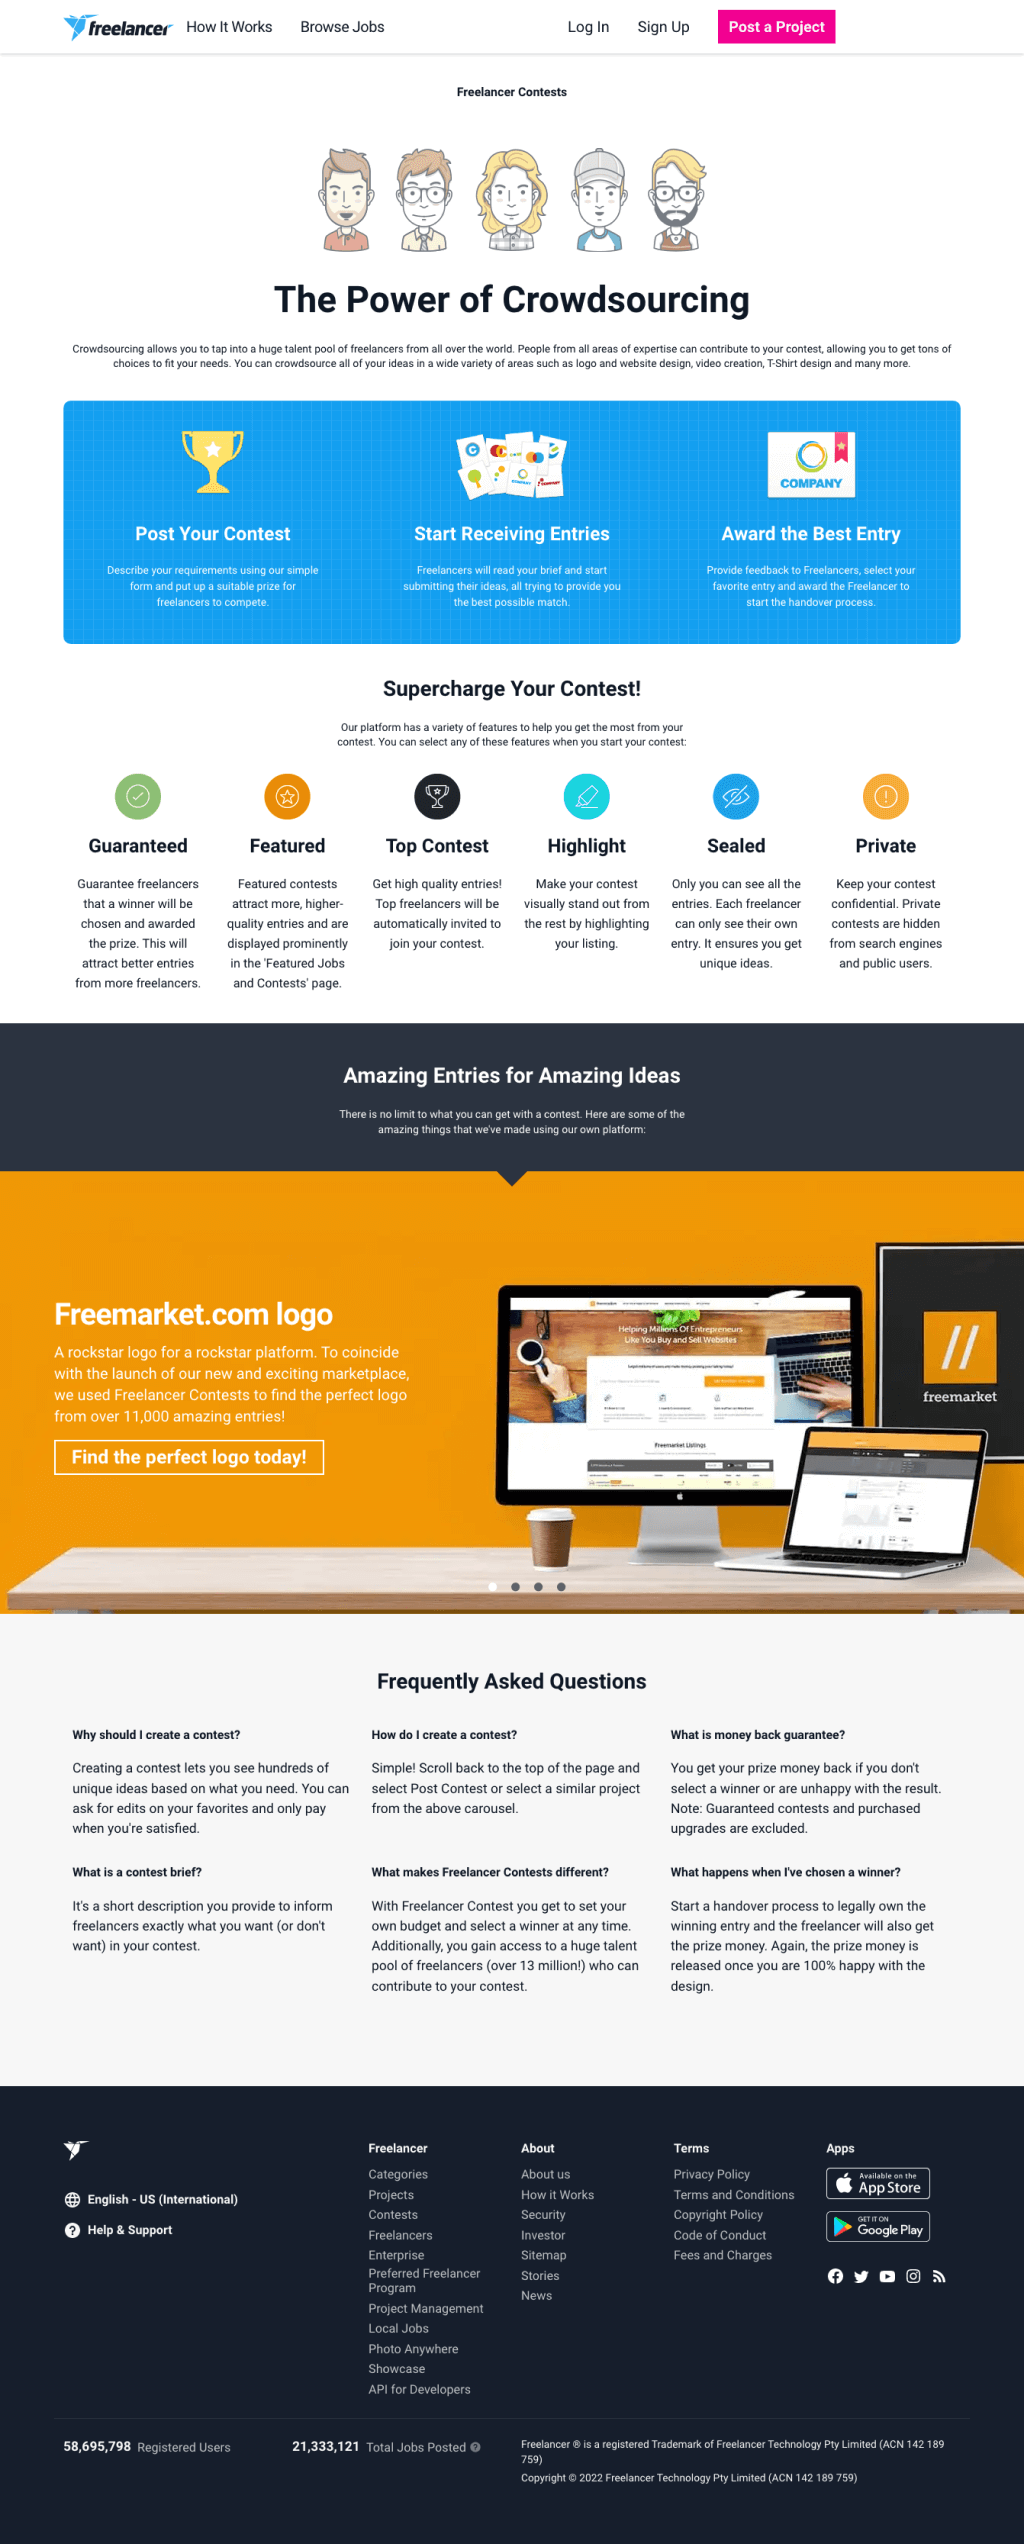 freelancer How It Works Browse Jobs Log In Sign Up Post a Project
Freelancer Contests
The Power of Crowdsourcing
Crowdsourcing allows you to tap into a huge talent pool of freelancers from all over the world. People from all areas of expertise can contribute to your contest, allowing you to get tons of
choices to fit your needs. You can crowdsource all of your ideas in a wide variety of areas such as logo and website design, video creation, T-Shirt design and many more.
COMPANY
COMPANY
Post Your Contest
Describe your requirements using our simple
form and put up a suitable prize for
freelancers to compete.
Start Receiving Entries
Freelancers will read your brief and start
submitting their ideas, all trying to provide you
the best possible match.
Award the Best Entry
Provide feedback to Freelancers, select your
favorite entry and award the Freelancer to
start the handover process.
Supercharge Your Contest!
Our platform has a variety of features to help you get the most from your
contest. You can select any of these features when you start your contest:
Guaranteed
Guarantee freelancers
that a winner will be
chosen and awarded
the prize. This will
attract better entries
from more freelancers.
Featured
Featured contests
attract more, higher-
quality entries and are
displayed prominently
in the 'Featured Jobs
and Contests' page.
Top Contest
Get high quality entries!
Top freelancers will be
automatically invited to
join your contest.
Highlight
Make your contest
visually stand out from
the rest by highlighting
your listing.
Sealed
Only you can see all the
entries. Each freelancer
can only see their own
entry. It ensures you get
unique ideas.
Private
Keep your contest
confidential. Private
contests are hidden
from search engines
and public users.
Amazing Entries for Amazing Ideas
There is no limit to what you can get with a contest. Here are some of the
amazing things that we've made using our own platform:
Freemarket.com logo
A rockstar logo for a rockstar platform. To coincide
with the launch of our new and exciting marketplace,
we used Freelancer Contests to find the perfect logo
from over 11,000 amazing entries!
Find the perfect logo today!
Helping Millions Of Entrepreneurs
Like You Buy and Sell Websites
Freemarket Listings
freemarket
Frequently Asked Questions
Why should I create a contest?
Creating a contest lets you see hundreds of
unique ideas based on what you need. You can
ask for edits on your favorites and only pay
when you're satisfied.
How do I create a contest?
Simple! Scroll back to the top of the page and
select Post Contest or select a similar project
from the above carousel.
What is money back guarantee?
You get your prize money back if you don't
select a winner or are unhappy with the result.
Note: Guaranteed contests and purchased
upgrades are excluded.
What is a contest brief?
It's a short description you provide to inform
freelancers exactly what you want (or don't
want) in your contest.
What makes Freelancer Contests different?
With Freelancer Contest you get to set your
own budget and select a winner at any time.
Additionally, you gain access to a huge talent
pool of freelancers (over 13 million!) who can
contribute to your contest.
What happens when I've chosen a winner?
Start a handover process to legally own the
winning entry and the freelancer will also get
the prize money. Again, the prize money is
released once you are 100% happy with the
design.
English - US (International)
Help & Support
Freelancer
Categories
Projects
Contests
Freelancers
Enterprise
Preferred Freelancer
Program
Project Management
Local Jobs
Photo Anywhere
Showcase
API for Developers
About
About us
How it Works
Security
Investor
Sitemap
Stories
News
Terms
Privacy Policy
Terms and Conditions
Copyright Policy
Code of Conduct
Fees and Charges
Apps
Available on the
App Store
GET IT ON
Google Play
58,695,798 Registered Users
21,333,121 Total Jobs Posted
Freelancer ® is a registered Trademark of Freelancer Technology Pty Limited (ACN 142 189
759)
Copyright © 2022 Freelancer Technology Pty Limited (ACN 142 189 759)